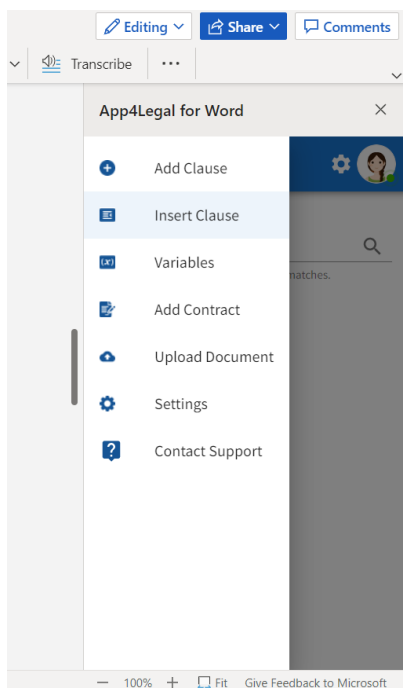 Editing
Share
Comments
Transcribe
App4Legal for Word
Add Clause
Insert Clause
matches.
Variables
(x)
Add Contract
Upload Document
Settings
Contact Support
100%
Fit
Give Feedback to Microsoft